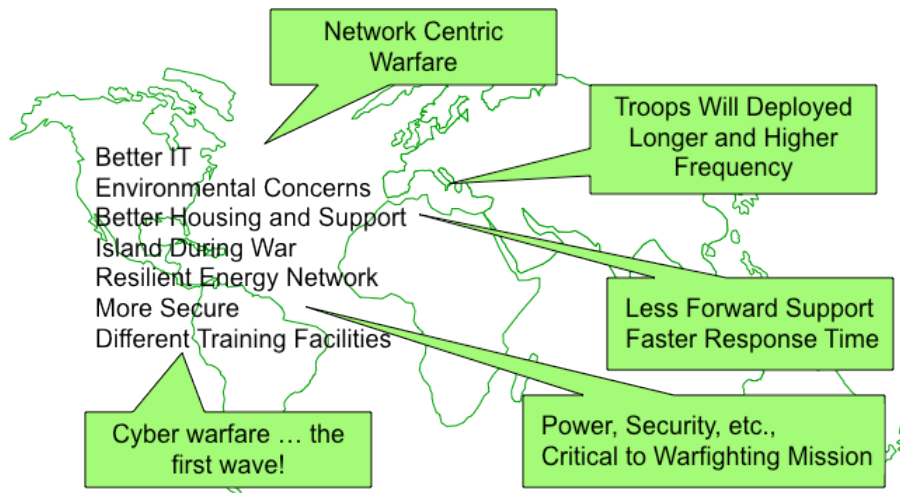 Network Centric
Warfare
Troops Will Deployed
Longer and Higher
Frequency
Better IT
Environmental Concerns
Better Housing and Support
Island During War
Resilient Energy Network
More Secure
Different Training Facilities
Less Forward Support
Faster Response Time
Cyber warfare … the
first wave!
Power, Security, etc.,
Critical to Warfighting Mission